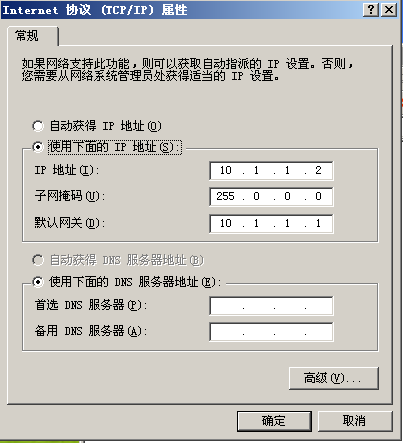 Internet 协议 (TCP/IP) 属性
常规
如果网络支持此功能，则可以获取自动指派的 IP 设置。否则，
您需要从网络系统管理员处获得适当的 IP 设置。
自动获得 IP 地址(O)
使用下面的 IP 地址(S):
IP 地址(I): 10 . 1 . 1 . 2
子网掩码(U): 255 . 0 . 0 . 0
默认网关(D): 10 . 1 . 1 . 1
自动获得 DNS 服务器地址(B)
使用下面的 DNS 服务器地址(E):
首选 DNS 服务器(P): . . .
备用 DNS 服务器(A): . . .
高级(V)...
确定 取消